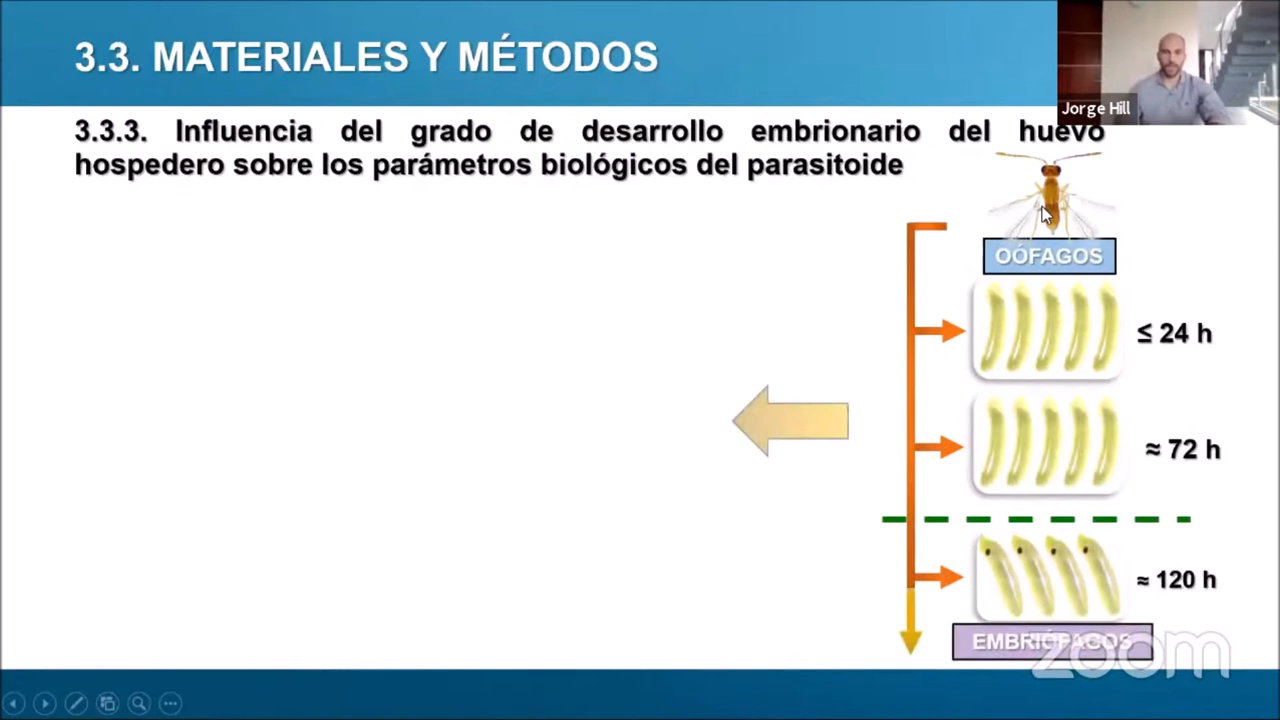 3.3. MATERIALES Y MÉTODOS
Jorge Hill
3.3.3. Influencia del grado de desarrollo embrionario del huevo
hospedero sobre los parámetros biológicos del parasitoide
OÓFAGOS
≤ 24 h
≈ 72 h
≈ 120 h
EMBRIÓFAGOS
zoom